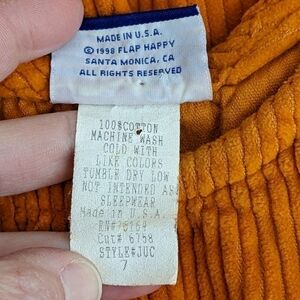 MADE IN U.S.A.
© 1998 FLAP HAPPY
SANTA MONICA, CA
ALL RIGHTS RESERVED
100%COTTON
MACHINE WASH
COLD WITH
LIKE COLORS
TUMBLE DRY LOW
NOT INTENDED AS
SLEEPWEAR
Made in U.S.A.
Cut# 6758
STYLE#JUC
7